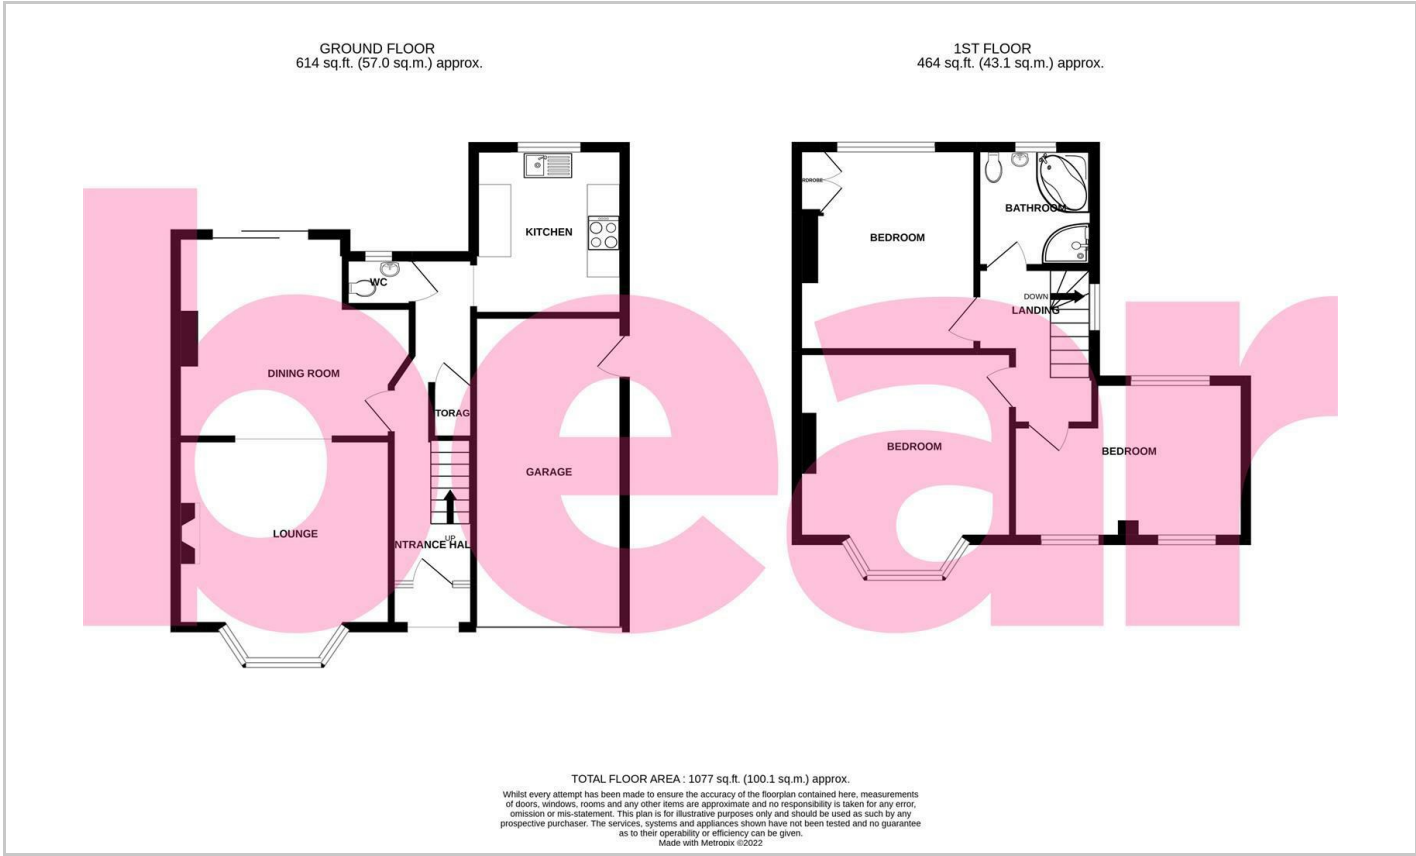 GROUND FLOOR
614 sq.ft. (57.0 sq.m.) approx.
1ST FLOOR
464 sq.ft. (43.1 sq.m.) approx.
KITCHEN
WC
DINING ROOM
TORAG
GARAGE
LOUNGE
UP
NTRANCE HAL
RDROBE
BEDROOM
BATHROOM
DOWN
LANDING
BEDROOM
BEDROOM
bear
TOTAL FLOOR AREA : 1077 sq.ft. (100.1 sq.m.) approx.
Whilst every attempt has been made to ensure the accuracy of the floorplan contained here, measurements
of doors, windows, rooms and any other items are approximate and no responsibility is taken for any error,
omission or mis-statement. This plan is for illustrative purposes only and should be used as such by any
prospective purchaser. The services, systems and appliances shown have not been tested and no guarantee
as to their operability or efficiency can be given.
Made with Metropix ©2022